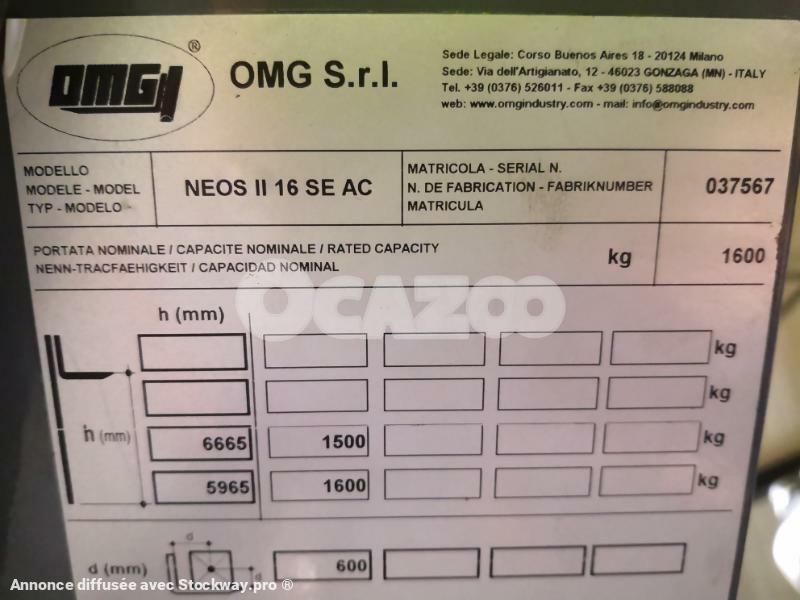 OMG ®
OMG S.r.l.
Sede Legale: Corso Buenos Aires 18 - 20124 Milano
Sede: Via dell'Artigianato, 12 - 46023 GONZAGA (MN) - ITALY
Tel. +39 (0376) 526011 - Fax +39 (0376) 588088
web: www.omgindustry.com - mail: info@omgindustry.com
MODELLO
MODELE - MODEL
TYP - MODELO
NEOS II 16 SE AC
MATRICOLA - SERIAL N.
N. DE FABRICATION - FABRIKNUMBER
MATRICULA
037567
PORTATA NOMINALE / CAPACITE NOMINALE / RATED CAPACITY
NENN-TRACFAEHIGKEIT / CAPACIDAD NOMINAL
kg 1600
OCAZOO
h (mm)
kg
kg
h (mm) 6665 1500 kg
5965 1600 kg
d
d (mm) d 600
Annonce diffusée avec Stockway.pro ®